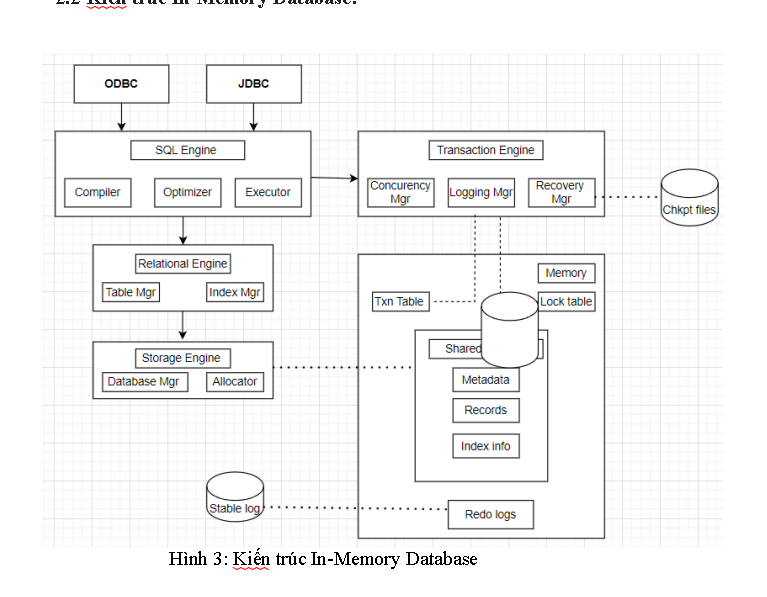 2.2 Kiến trúc In-Memory Database:
ODBC
JDBC
SQL Engine
Compiler
Optimizer
Executor
Transaction Engine
Concurency
Mgr
Logging Mgr
Recovery
Mgr
Chkpt files
Relational Engine
Table Mgr
Index Mgr
Memory
Txn Table
Lock table
Storage Engine
Database Mgr
Allocator
Shared
Metadata
Records
Index info
Stable log
Redo logs
Hình 3: Kiến trúc In-Memory Database